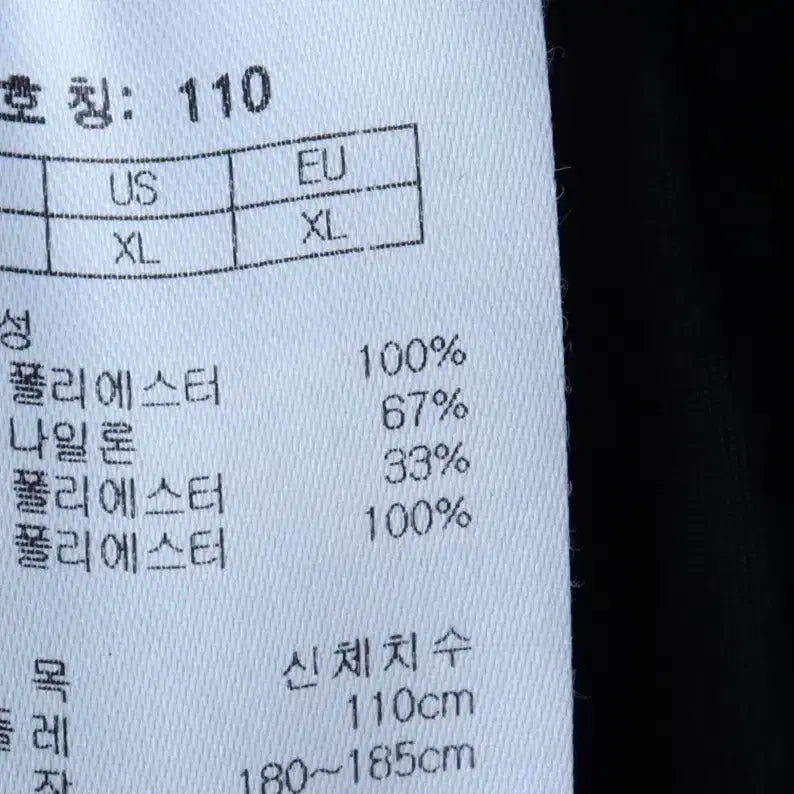 호 칭: 110
US EU
XL XL
성
폴리에스터 100%
나일론 67%
폴리에스터 33%
폴리에스터 100%
목 신체치수
레 110cm
장 180~185cm